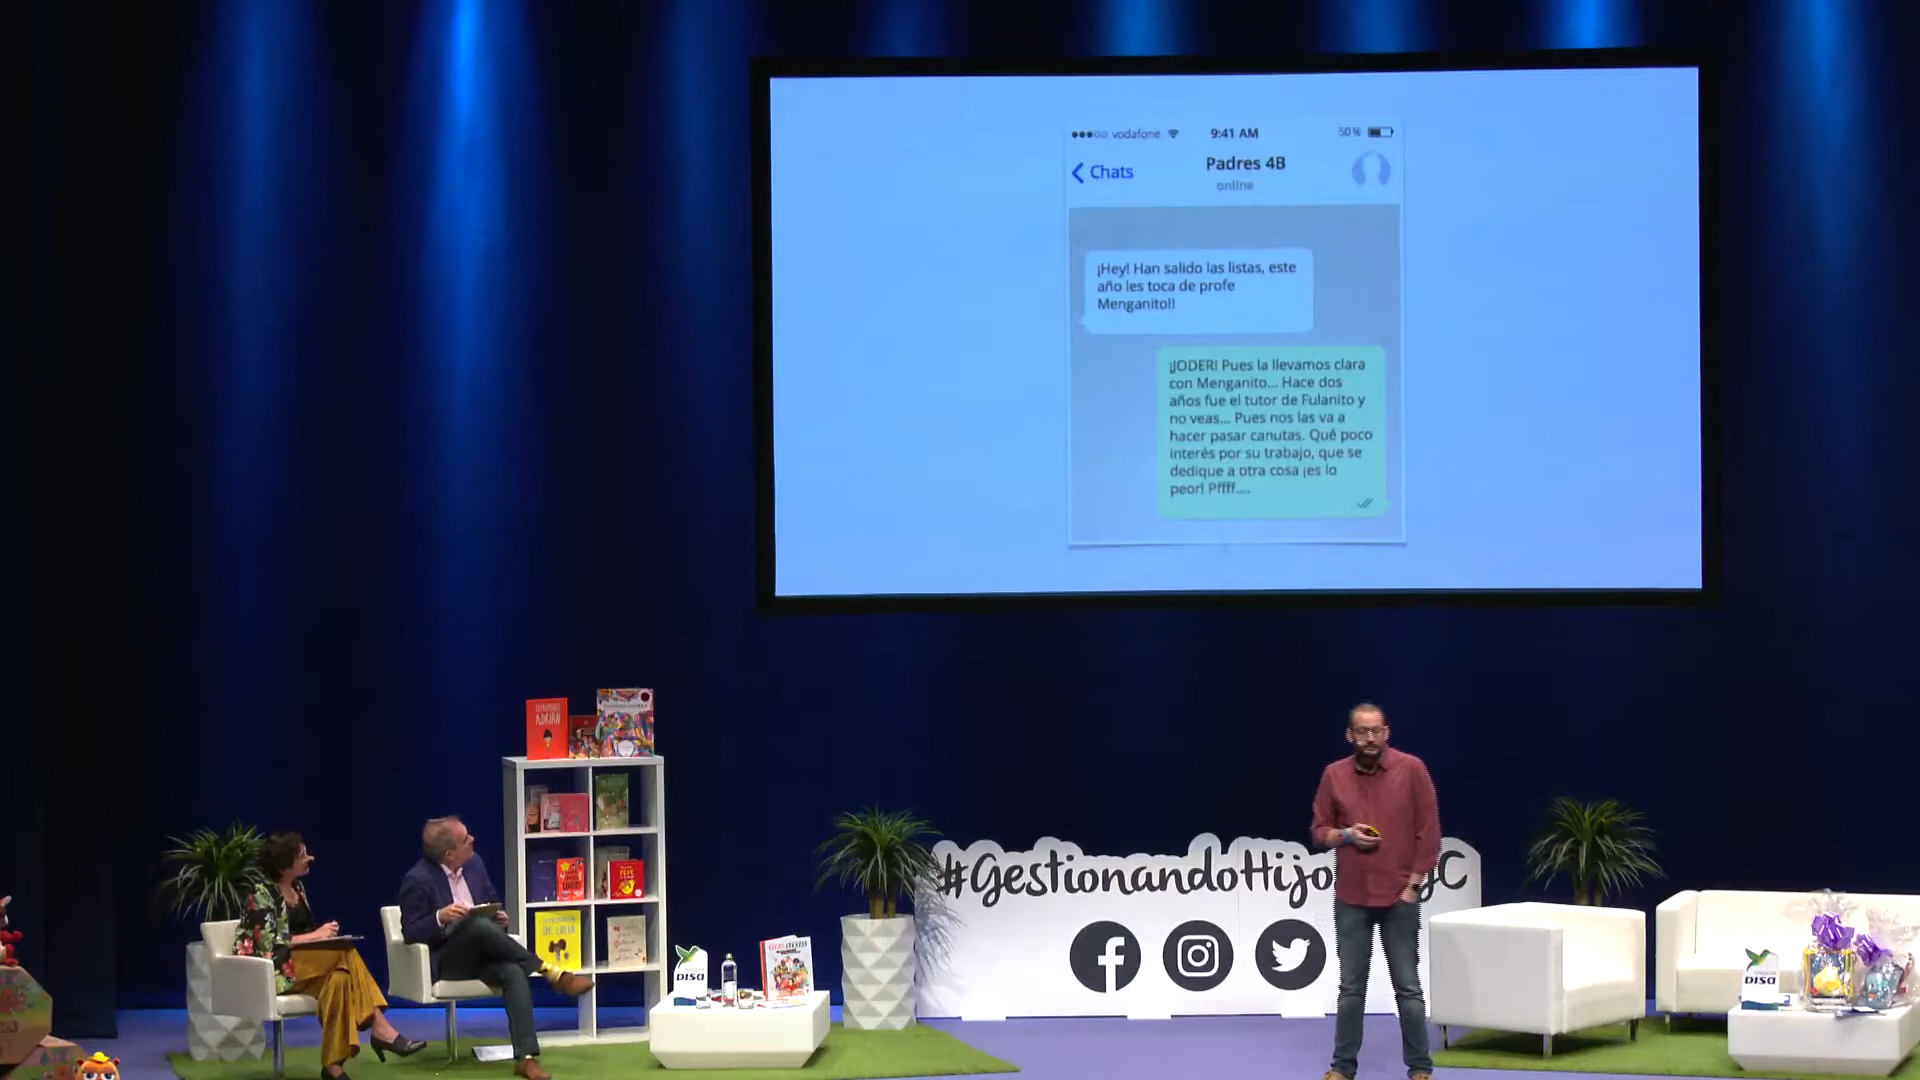 vodafone 9:41 AM 50 %
Chats Padres 4B
online
¡Hey! Han salido las listas, este
año les toca de profe
Menganito!!
¡JODER! Pues la llevamos clara
con Menganito... Hace dos
años fue el tutor de Fulanito y
no veas... Pues nos las va a
hacer pasar canutas. Qué poco
interés por su trabajo, que se
dedique a otra cosa ¡es lo
peor! Pffff....
ADRIÁN
#GestionandoHijo
DISA
DISA